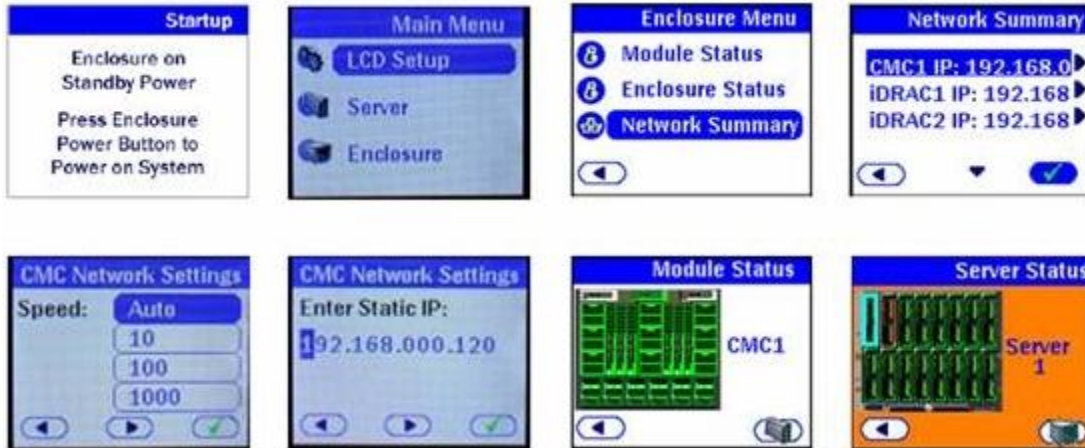 Startup
Enclosure on
Standby Power
Press Enclosure
Power Button to
Power on System
Main Menu
LCD Setup
Server
Enclosure
Enclosure Menu
Module Status
Enclosure Status
Network Summary
Network Summary
CMC1 IP: 192.168.0
iDRAC1 IP: 192.168
iDRAC2 IP: 192.168
CMC Network Settings
Speed: Auto
10
100
1000
CMC Network Settings
Enter Static IP:
192.168.000.120
Module Status
CMC1
Server Status
Server
1